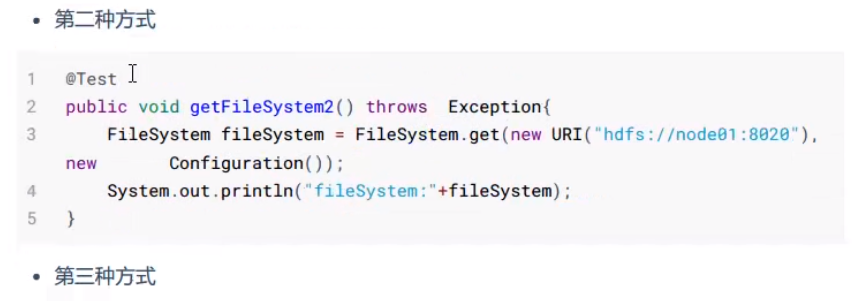 • 第二种方式
1 @Test
2 public void getFileSystem2() throws  Exception{
3     FileSystem fileSystem = FileSystem.get(new URI("hdfs://node01:8020"),
new       Configuration());
4     System.out.println("fileSystem:"+fileSystem);
5 }
• 第三种方式